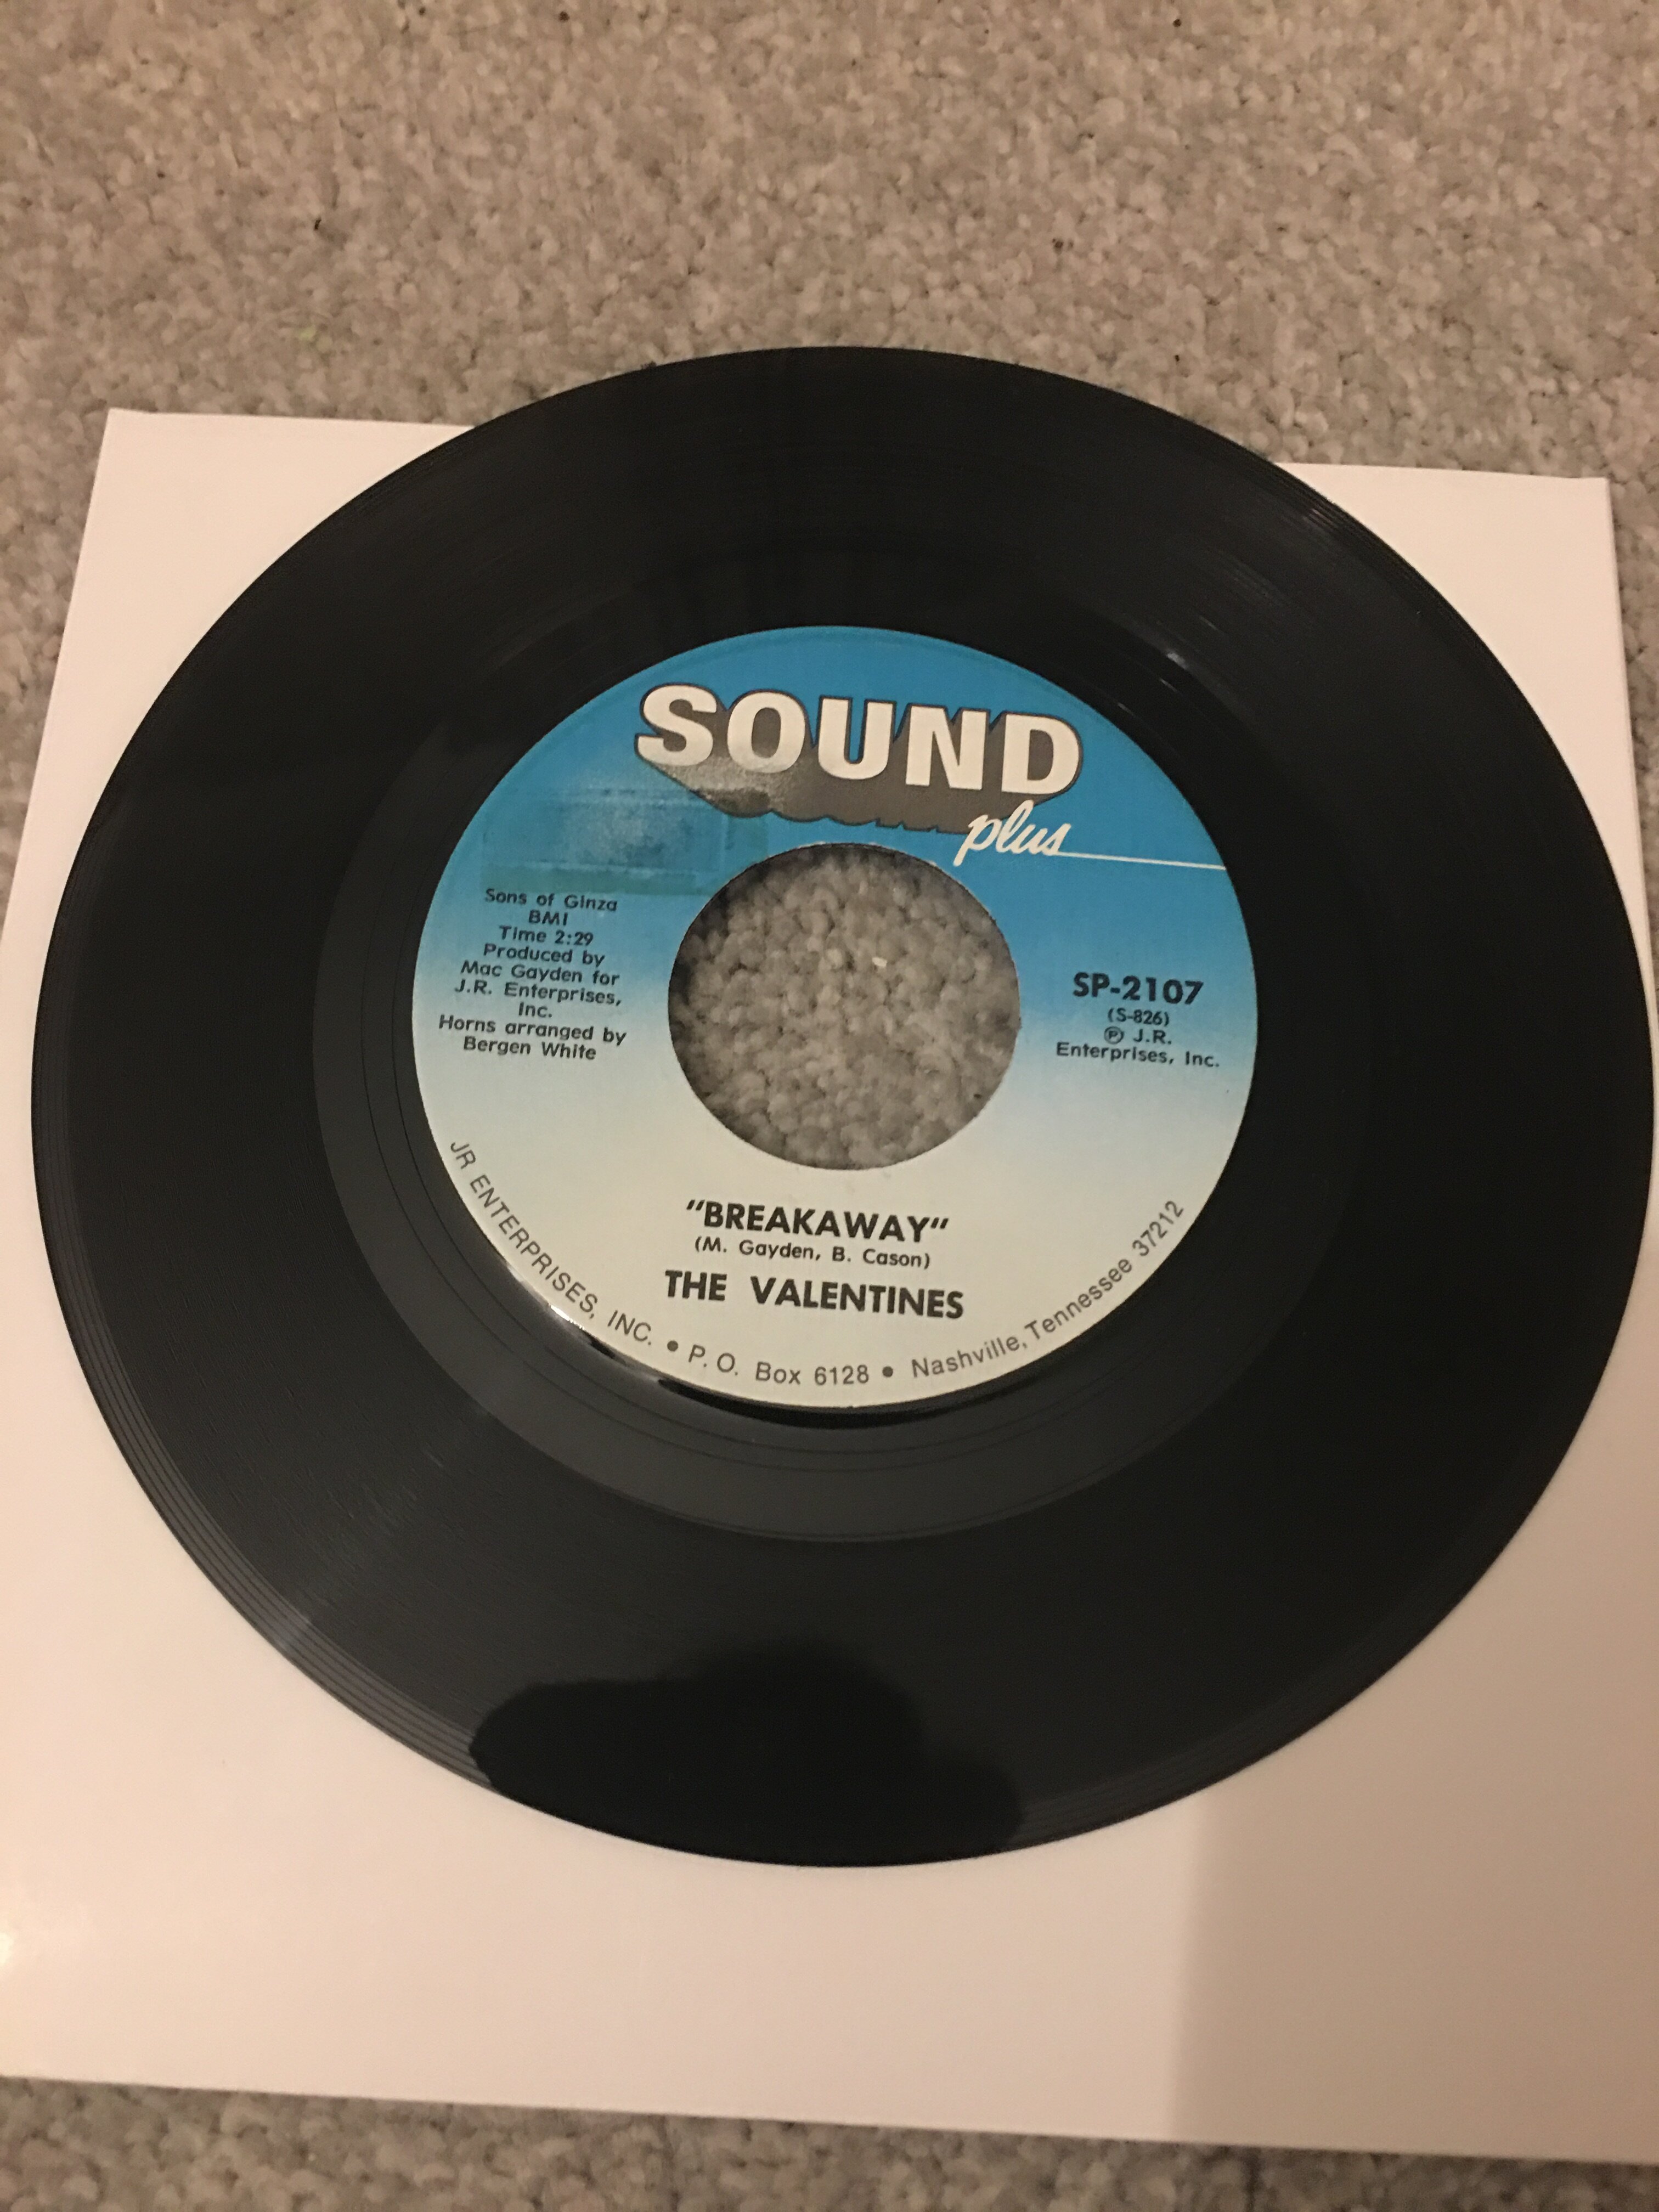 SOUND
plus
Sons of Ginza
BMI
Time 2:29
Produced by
Mac Gayden for
J.R. Enterprises,
Inc.
Horns arranged by
Bergen White
SP-2107
(S-826)
℗ J.R.
Enterprises, Inc.
"BREAKAWAY"
(M. Gayden, B. Cason)
THE VALENTINES
JR ENTERPRISES, INC. • P.O. Box 6128 • Nashville, Tennessee 37212